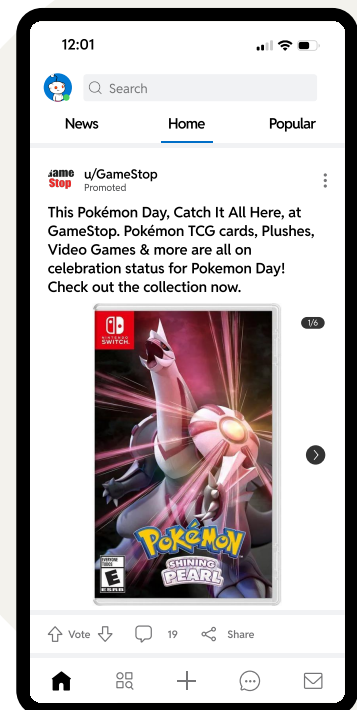 12:01
Search
News Home Popular
GameStop
u/GameStop
Promoted
This Pokémon Day, Catch It All Here, at
GameStop. Pokémon TCG cards, Plushes,
Video Games & more are all on
celebration status for Pokemon Day!
Check out the collection now.
1/6
NINTENDO
SWITCH
POKéMON
SHINING
PEARL
EVERYONE
E
ESRB
Vote 19 Share